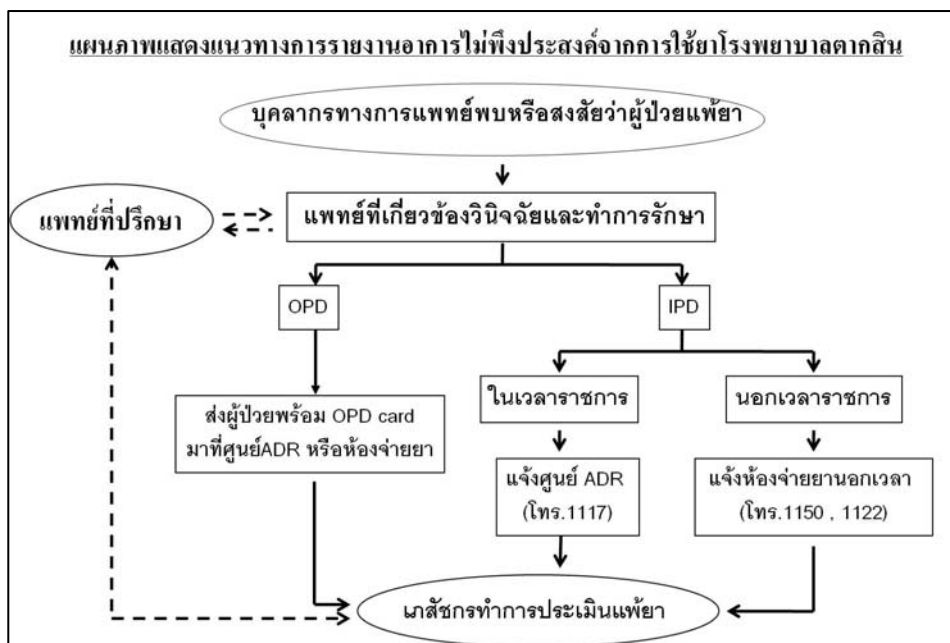 แผนภาพแสดงแนวทางการรายงานอาการไม่พึงประสงค์จากการใช้ยาโรงพยาบาลตากสิน
บุคลากรทางการแพทย์พบหรือสงสัยว่าผู้ป่วยแพ้ยา
แพทย์ที่ปรึกษา
แพทย์ที่เกี่ยวข้องวินิจฉัยและทำการรักษา
OPD
IPD
ส่งผู้ป่วยพร้อม OPD card
มาที่ศูนย์ADR หรือห้องจ่ายยา
ในเวลาราชการ
นอกเวลาราชการ
แจ้งศูนย์ ADR
(โทร.1117)
แจ้งห้องจ่ายยานอกเวลา
(โทร.1150 , 1122)
เภสัชกรทำการประเมินแพ้ยา